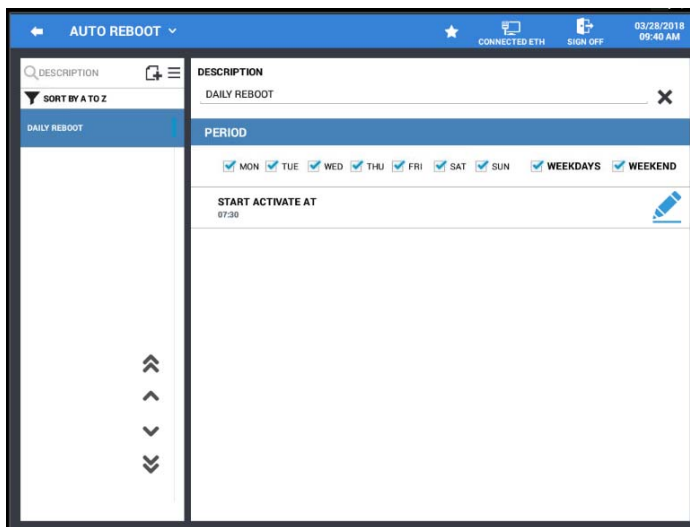 AUTO REBOOT
CONNECTED ETH
SIGN OFF
03/28/2018
09:40 AM
DESCRIPTION
SORT BY A TO Z
DAILY REBOOT
DESCRIPTION
DAILY REBOOT
PERIOD
MON TUE WED THU FRI SAT SUN WEEKDAYS WEEKEND
START ACTIVATE AT
07:30